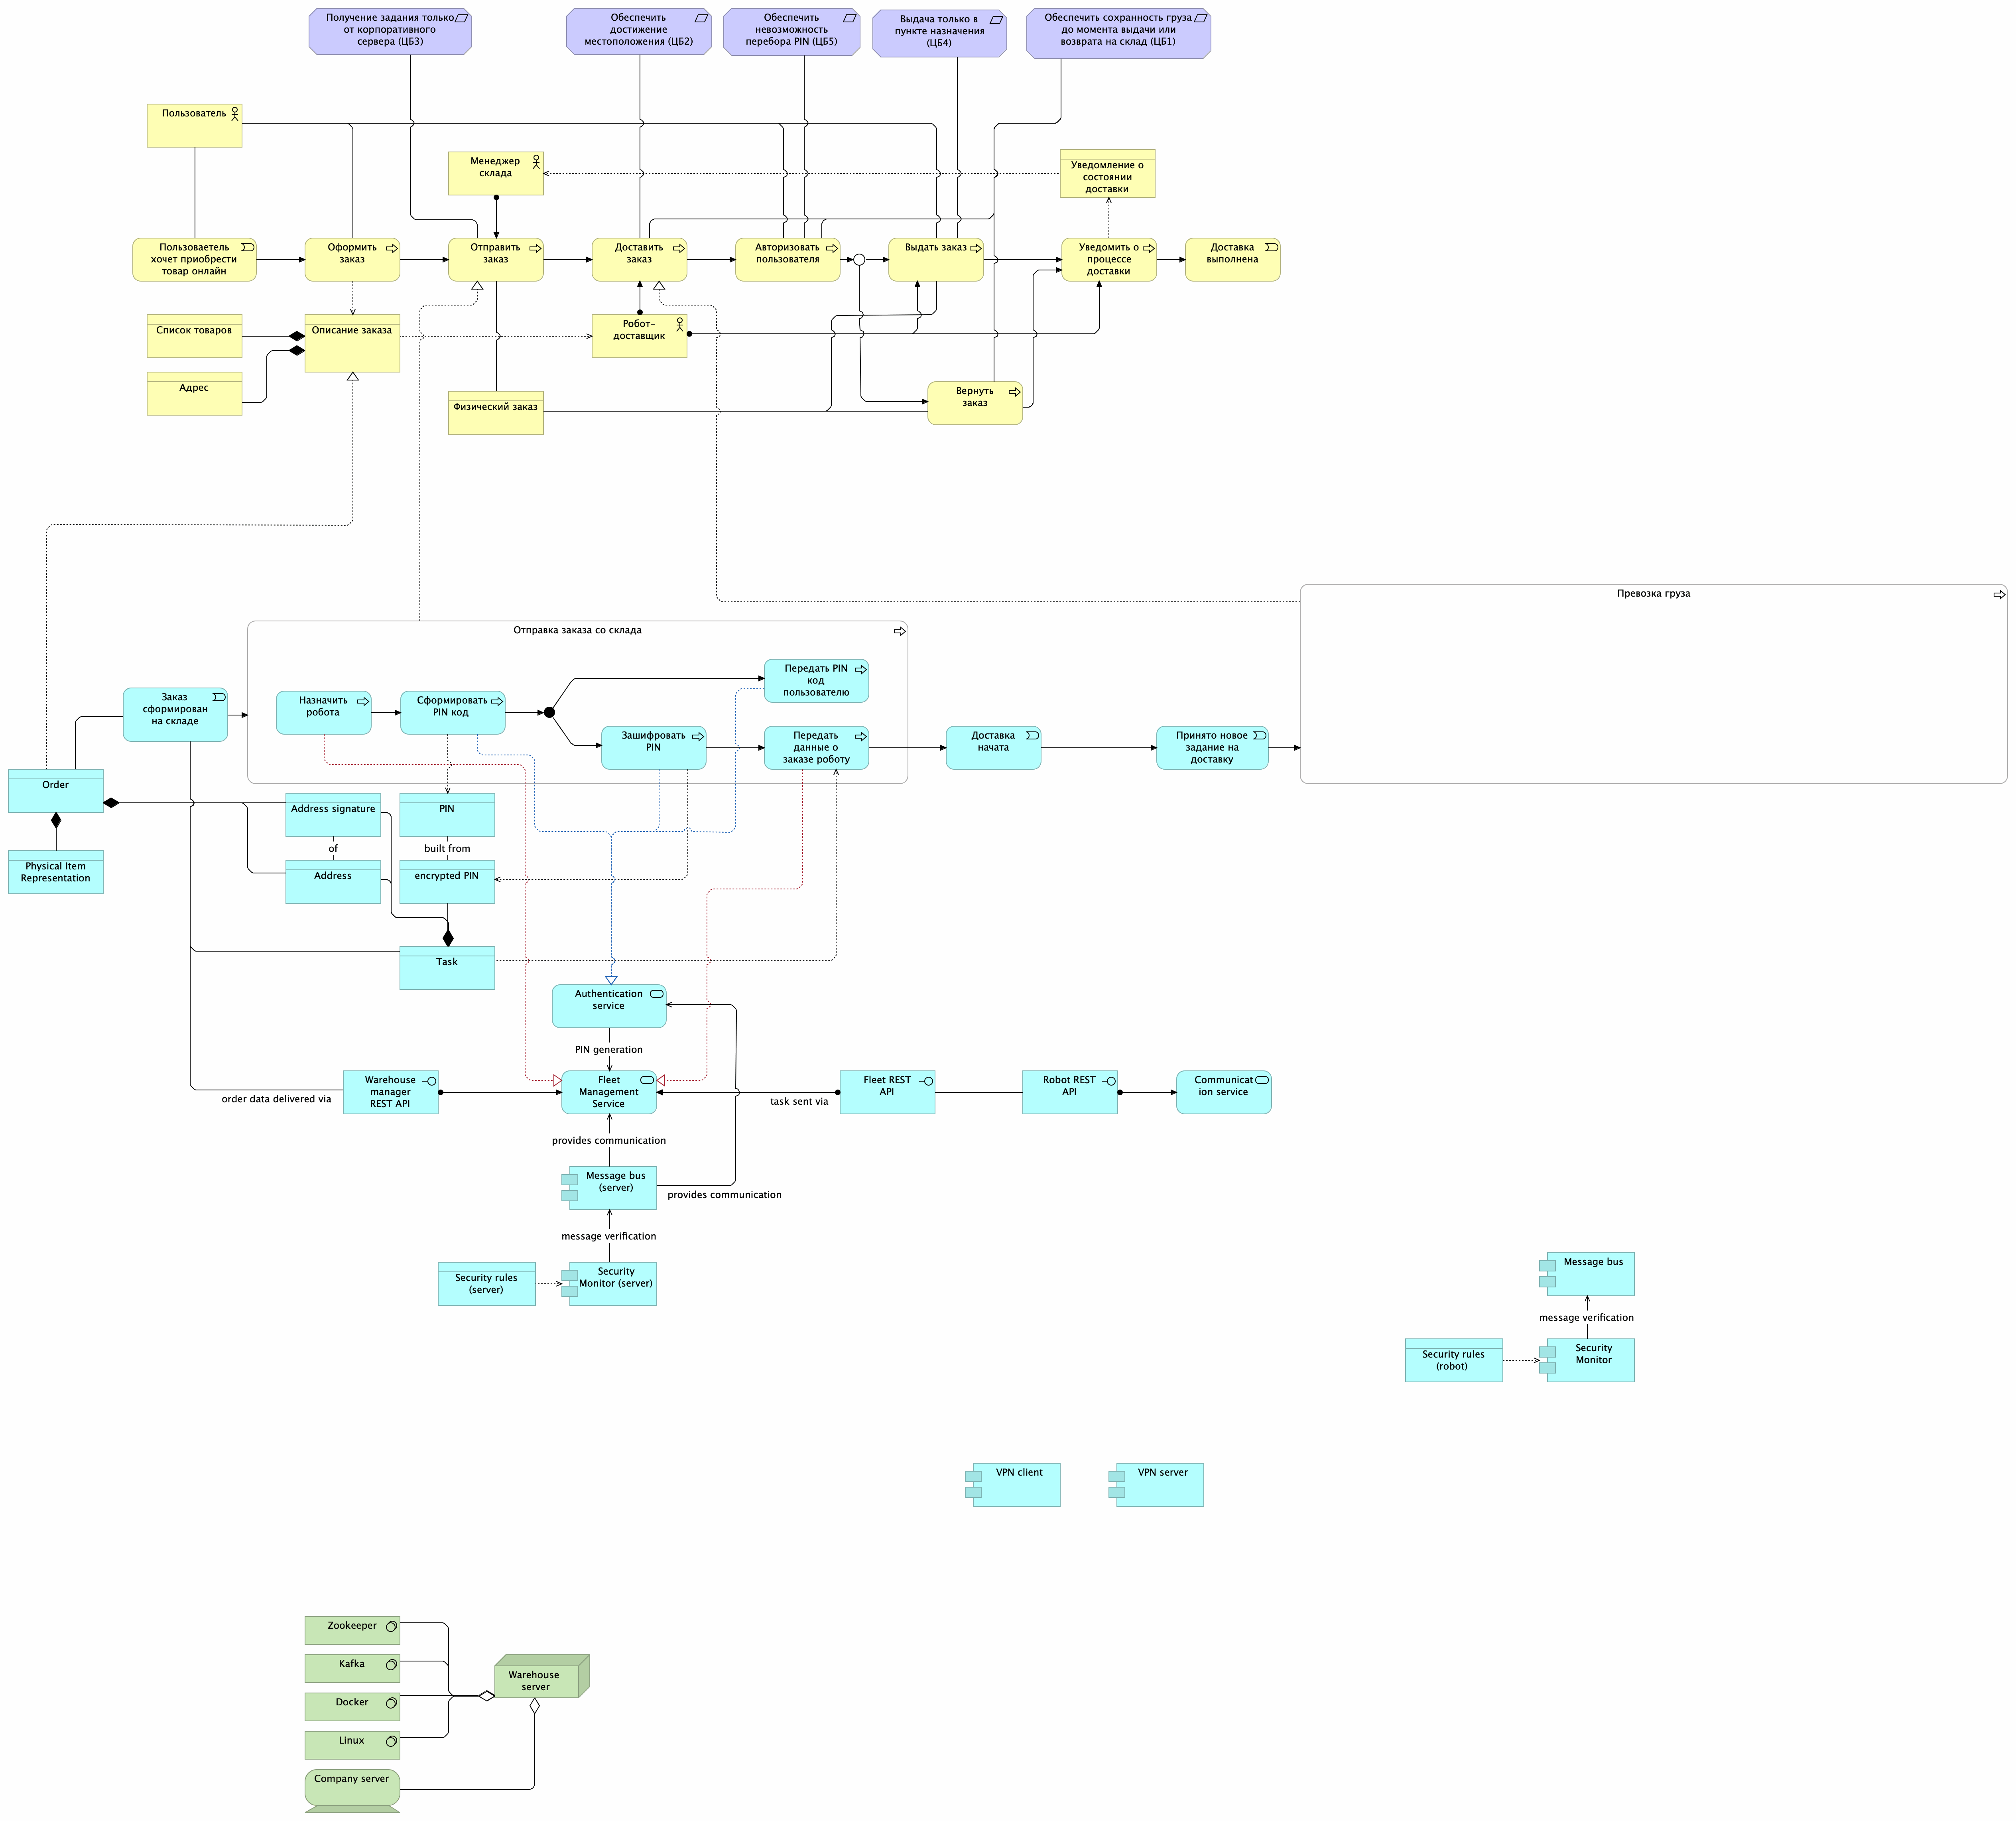 Получение задания только
от корпоративного
сервера (ЦБ3)
Обеспечить
достижение
местоположения (ЦБ2)
Обеспечить
невозможность
перебора PIN (ЦБ5)
Выдача только в
пункте назначения
(ЦБ4)
Обеспечить сохранность груза
до момента выдачи или
возврата на склад (ЦБ1)
Пользователь
Менеджер
склада
Уведомление о
состоянии
доставки
Пользоваетель
хочет приобрести
товар онлайн
Оформить
заказ
Отправить
заказ
Доставить
заказ
Авторизовать
пользователя
Выдать заказ
Уведомить о
процессе
доставки
Доставка
выполнена
Список товаров
Описание заказа
Робот-
доставщик
Адрес
Физический заказ
Вернуть
заказ
Превозка груза
Отправка заказа со склада
Заказ
сформирован
на складе
Назначить
робота
Сформировать
PIN код
Передать PIN
код
пользователю
Зашифровать
PIN
Передать
данные о
заказе роботу
Доставка
начата
Принято новое
задание на
доставку
Order
Address signature
PIN
of
built from
Physical Item
Representation
Address
encrypted PIN
Task
Authentication
service
PIN generation
Warehouse
manager
REST API
order data delivered via
Fleet
Management
Service
task sent via
Fleet REST
API
Robot REST
API
Communicat
ion service
provides communication
Message bus
(server)
provides communication
message verification
Security rules
(server)
Security
Monitor (server)
Message bus
message verification
Security rules
(robot)
Security
Monitor
VPN client
VPN server
Zookeeper
Kafka
Docker
Linux
Warehouse
server
Company server